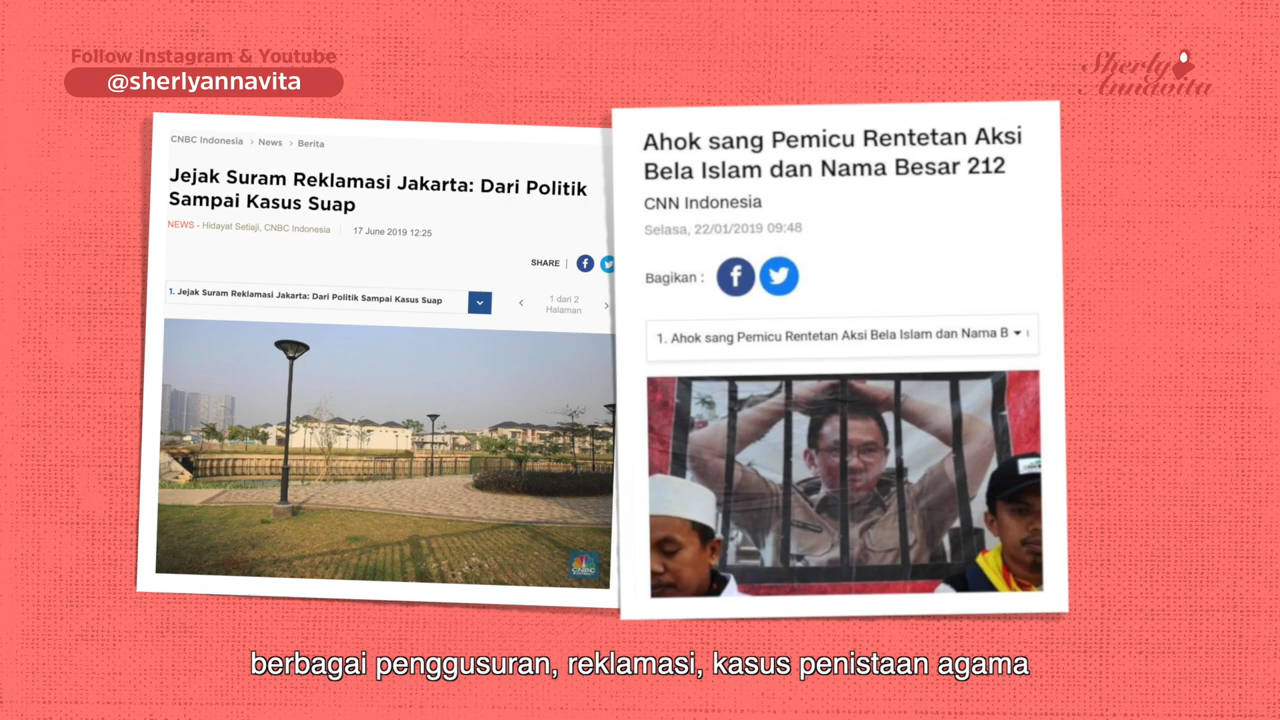 Follow Instagram & Youtube
@sherlyannavita
Sherly
Annavita
CNBC Indonesia > News > Berita
Jejak Suram Reklamasi Jakarta: Dari Politik
Sampai Kasus Suap
NEWS - Hidayat Setiaji, CNBC Indonesia
17 June 2019 12:25
SHARE |
1. Jejak Suram Reklamasi Jakarta: Dari Politik Sampai Kasus Suap
1 dari 2
Halaman
CNBC
Ahok sang Pemicu Rentetan Aksi
Bela Islam dan Nama Besar 212
CNN Indonesia
Selasa, 22/01/2019 09:48
Bagikan :
1. Ahok sang Pemicu Rentetan Aksi Bela Islam dan Nama B
berbagai penggusuran, reklamasi, kasus penistaan agama